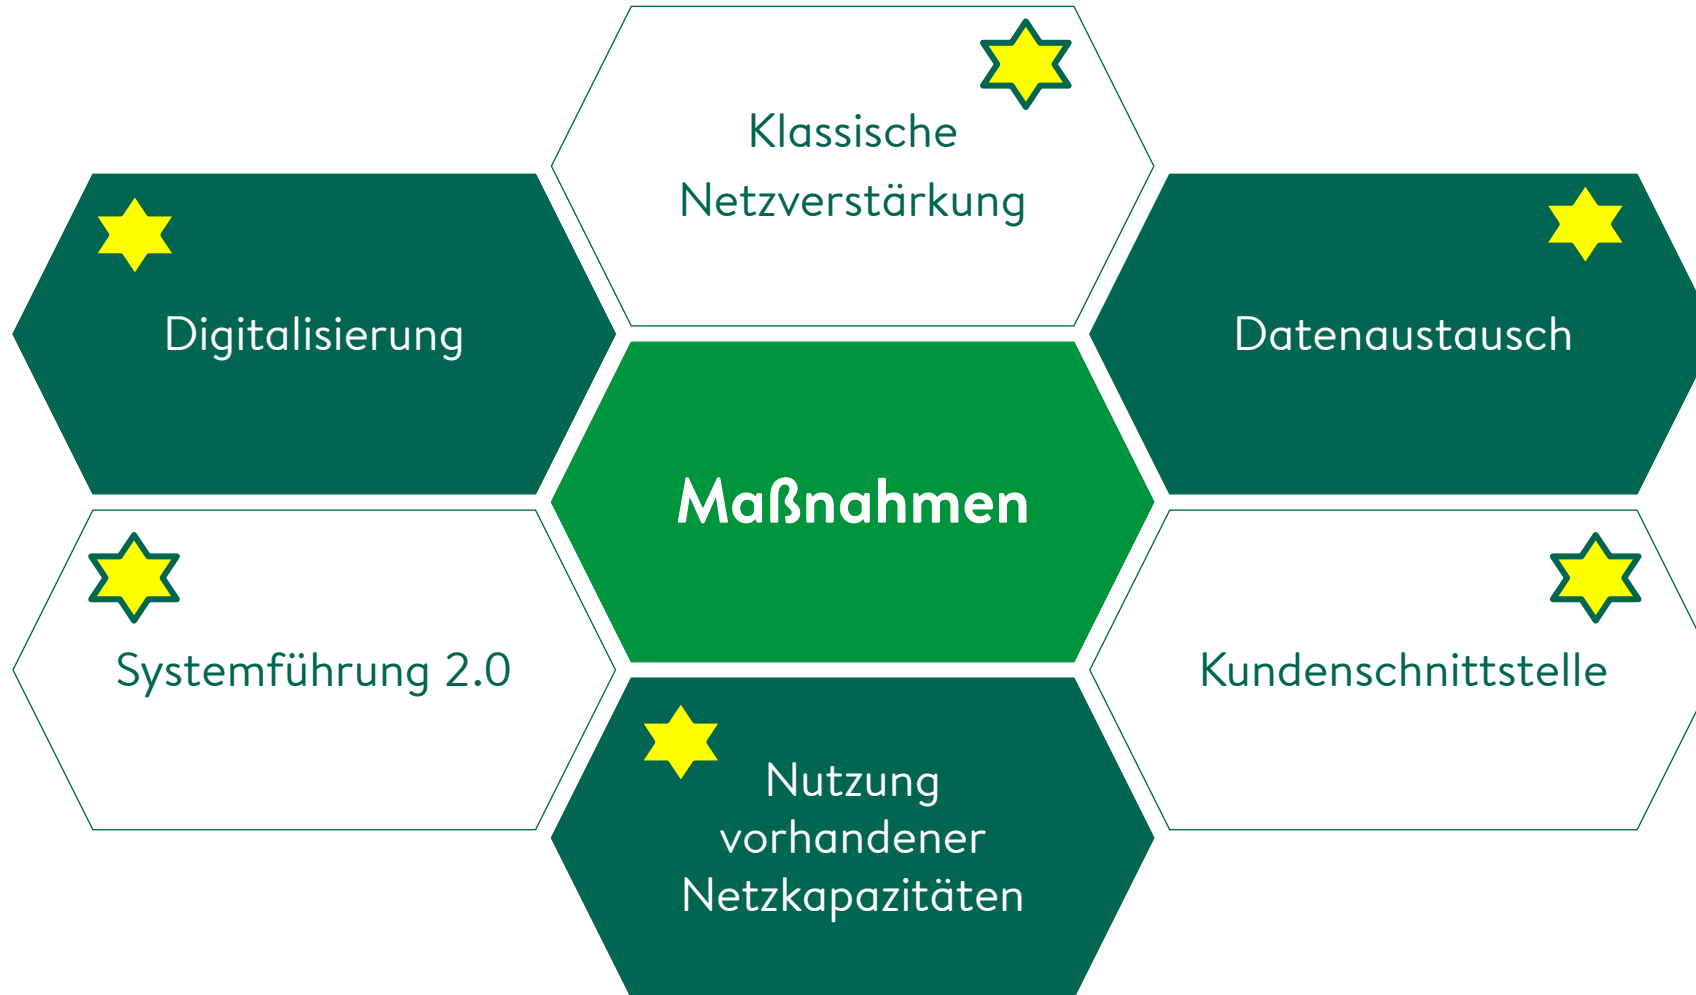 Klassische
Netzverstärkung
Digitalisierung
Datenaustausch
Maßnahmen
Systemführung 2.0
Kundenschnittstelle
Nutzung
vorhandener
Netzkapazitäten